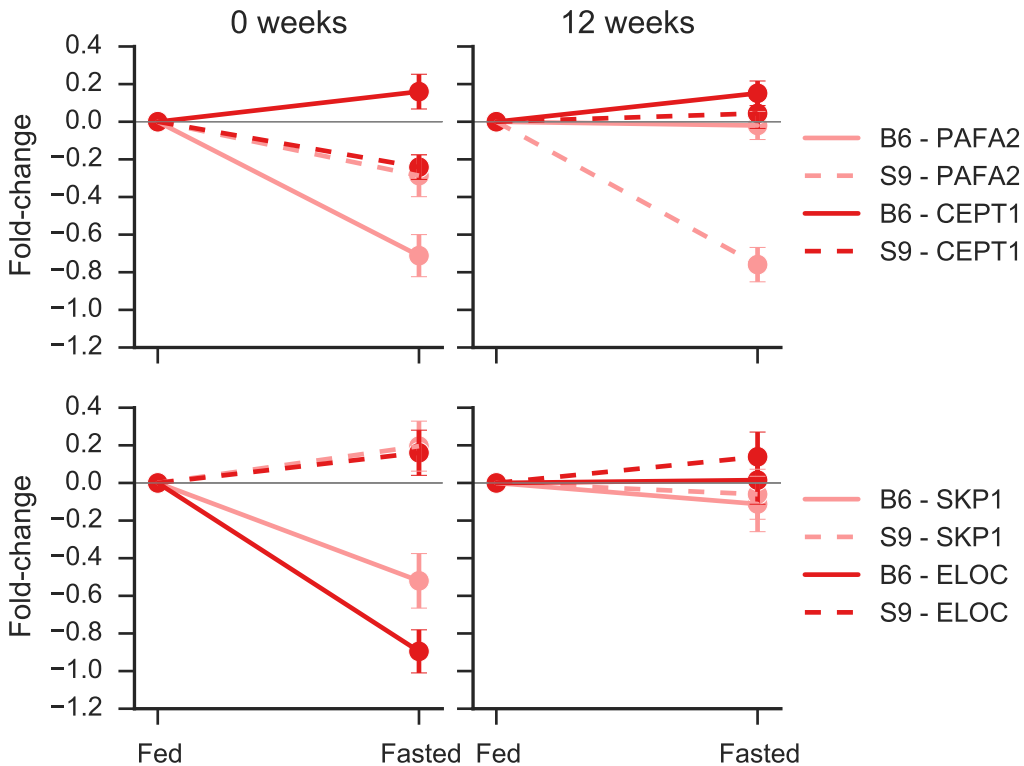 0 weeks
12 weeks
Fold-change
0.4
0.2
0.0
−0.2
−0.4
−0.6
−0.8
−1.0
−1.2
B6 - PAFA2
S9 - PAFA2
B6 - CEPT1
S9 - CEPT1
Fold-change
0.4
0.2
0.0
−0.2
−0.4
−0.6
−0.8
−1.0
−1.2
B6 - SKP1
S9 - SKP1
B6 - ELOC
S9 - ELOC
Fed
Fasted
Fed
Fasted